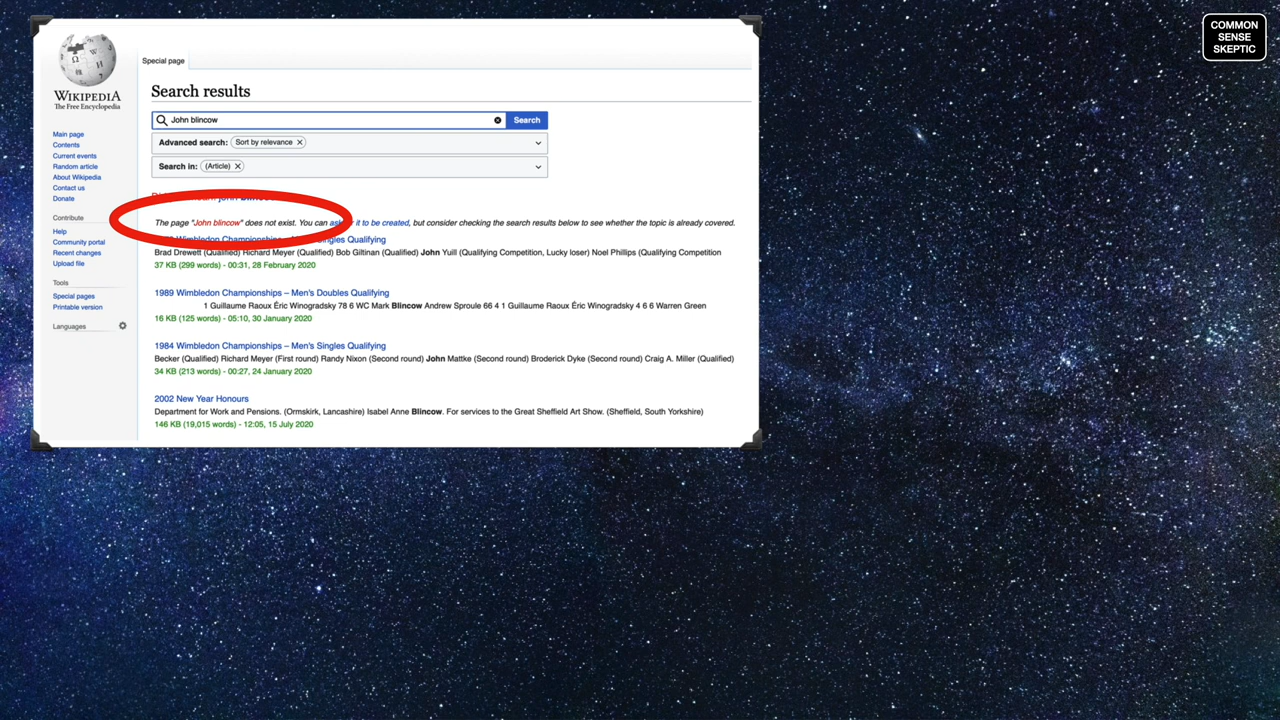 COMMON
SENSE
SKEPTIC
WIKIPEDIA
The Free Encyclopedia
Main page
Contents
Current events
Random article
About Wikipedia
Contact us
Donate
Contribute
Help
Community portal
Recent changes
Upload file
Tools
Special pages
Printable version
Languages
Special page
Search results
John blincow
Search
Advanced search: Sort by relevance
Search in: (Article)
The page "John blincow" does not exist. You can it to be created, but consider checking the search results below to see whether the topic is already covered.
Wimbledon Championships – Singles Qualifying
Brad Drewett (Qualified) Richard Meyer (Qualified) Bob Giltinan (Qualified) John Yuill (Qualifying Competition, Lucky loser) Noel Phillips (Qualifying Competition
37 KB (299 words) - 00:31, 28 February 2020
1989 Wimbledon Championships – Men's Doubles Qualifying
1 Guillaume Raoux Éric Winogradsky 78 6 WC Mark Blincow Andrew Sproule 66 4 1 Guillaume Raoux Éric Winogradsky 4 6 6 Warren Green
16 KB (125 words) - 05:10, 30 January 2020
1984 Wimbledon Championships – Men's Singles Qualifying
Becker (Qualified) Richard Meyer (First round) Randy Nixon (Second round) John Mattke (Second round) Broderick Dyke (Second round) Craig A. Miller (Qualified)
34 KB (213 words) - 00:27, 24 January 2020
2002 New Year Honours
Department for Work and Pensions. (Ormskirk, Lancashire) Isabel Anne Blincow. For services to the Great Sheffield Art Show. (Sheffield, South Yorkshire)
146 KB (19,015 words) - 12:05, 15 July 2020